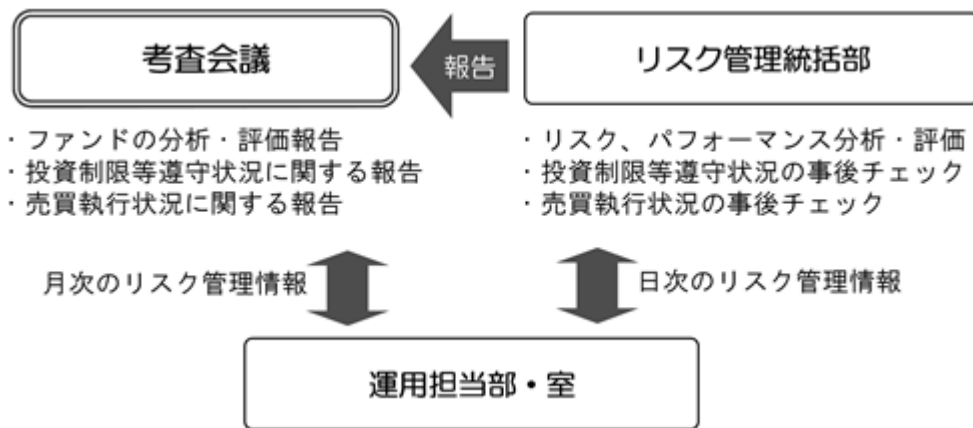 考査会議
報告
リスク管理統括部
・ファンドの分析・評価報告
・投資制限等遵守状況に関する報告
・売買執行状況に関する報告
・リスク、パフォーマンス分析・評価
・投資制限等遵守状況の事後チェック
・売買執行状況の事後チェック
月次のリスク管理情報
日次のリスク管理情報
運用担当部・室